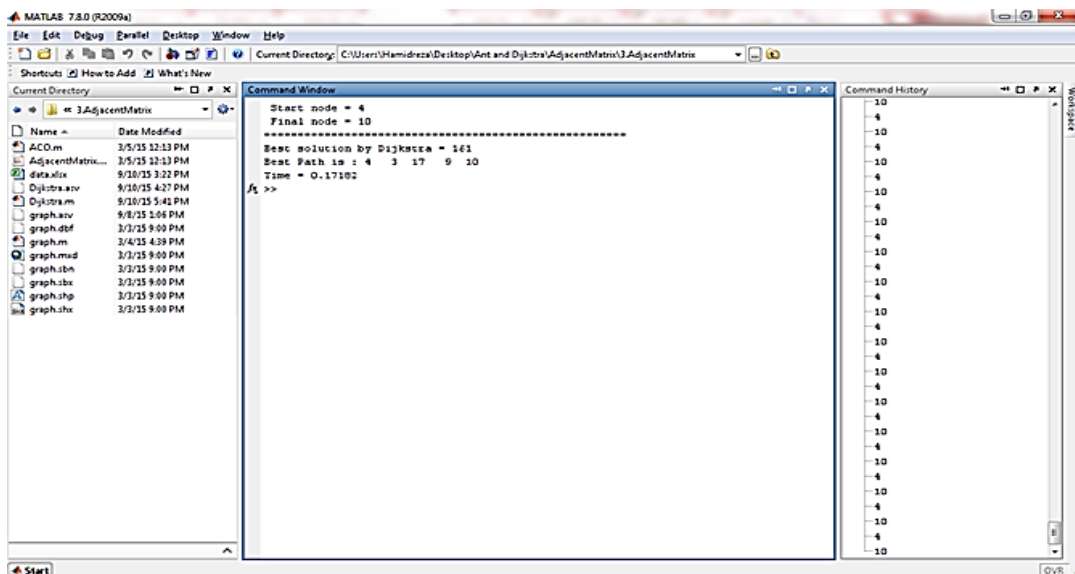 MATLAB 7.8.0 (R2009a)
File Edit Debug Parallel Desktop Window Help
Current Directory: C:\Users\Hamidreza\Desktop\Ant and Dijkstra\AdjacentMatrix\3.AdjacentMatrix
Shortcuts How to Add What's New
Current Directory
« 3.AdjacentMatrix
Name Date Modified
ACO.m 3/5/15 12:13 PM
AdjacentMatrix.... 3/5/15 12:13 PM
data.xlsx 9/10/15 3:22 PM
Dijkstra.asv 9/10/15 4:27 PM
Dijkstra.m 9/10/15 5:41 PM
graph.asv 9/8/15 1:06 PM
graph.dbf 3/3/15 9:00 PM
graph.m 3/4/15 4:39 PM
graph.mxd 3/3/15 9:00 PM
graph.sbn 3/3/15 9:00 PM
graph.sbx 3/3/15 9:00 PM
graph.shp 3/3/15 9:00 PM
graph.shx 3/3/15 9:00 PM
Command Window
Start node = 4
Final node = 10
Best solution by Dijkstra = 161
Best Path is : 4 3 17 9 10
Time = 0.17182
fx >>
Command History
10
4
10
4
10
4
10
4
10
4
10
4
10
4
10
4
10
4
10
4
10
4
10
4
10
4
10
4
10
4
10
Workspace
Start
OVR